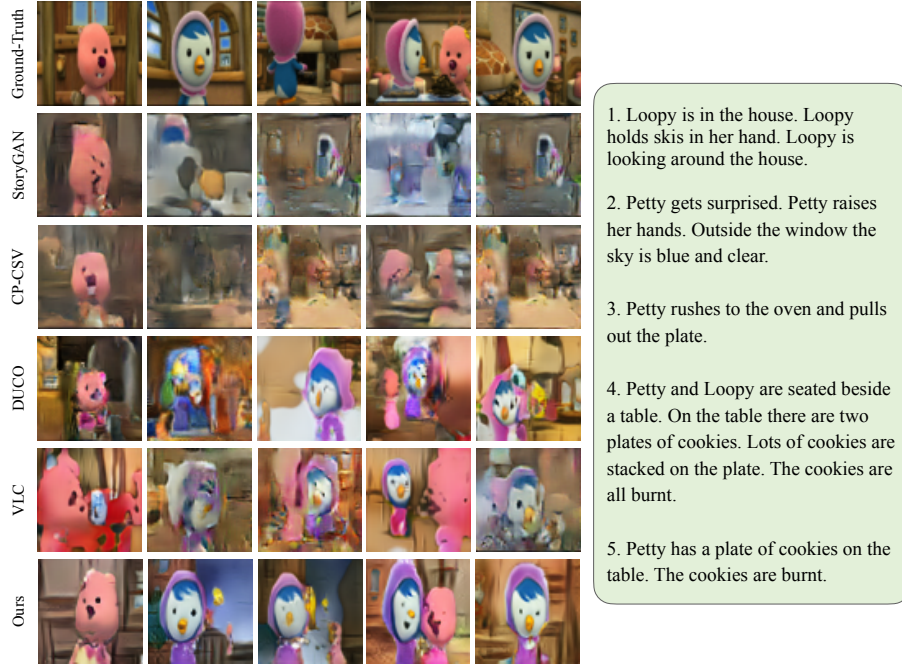 Ground-Truth
StoryGAN
CP-CSV
DUCO
VLC
Ours
1. Loopy is in the house. Loopy
holds skis in her hand. Loopy is
looking around the house.
2. Petty gets surprised. Petty raises
her hands. Outside the window the
sky is blue and clear.
3. Petty rushes to the oven and pulls
out the plate.
4. Petty and Loopy are seated beside
a table. On the table there are two
plates of cookies. Lots of cookies are
stacked on the plate. The cookies are
all burnt.
5. Petty has a plate of cookies on the
table. The cookies are burnt.